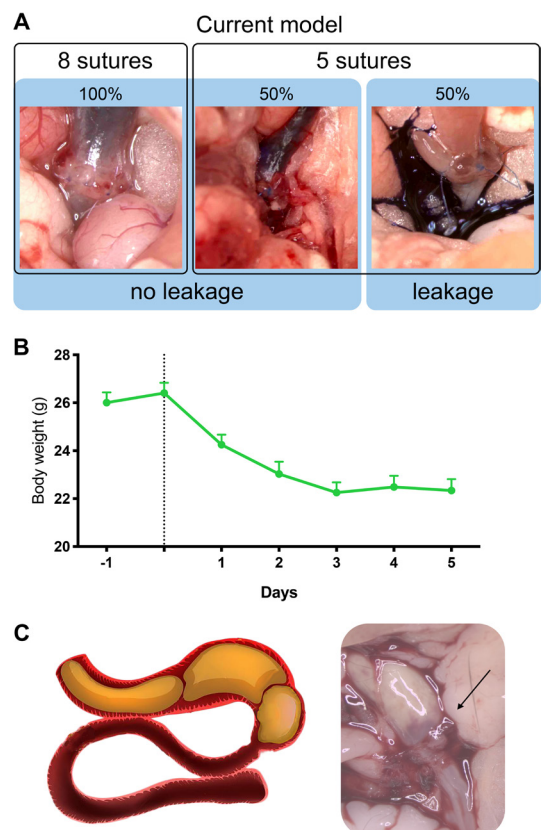 A
Current model
8 sutures
5 sutures
100%
50%
50%
no leakage
leakage
B
28
26
24
22
20
Body weight (g)
-1
1
2
3
4
5
Days
C